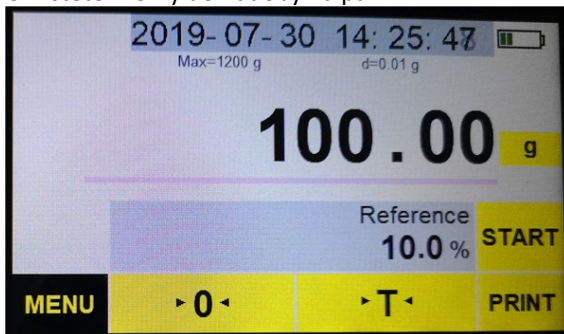 2019-07-30 14:25:47
Max=1200 g d=0.01 g
100.00 g
Reference
10.0 %
START
MENU ▸0◂ ▸T◂ PRINT